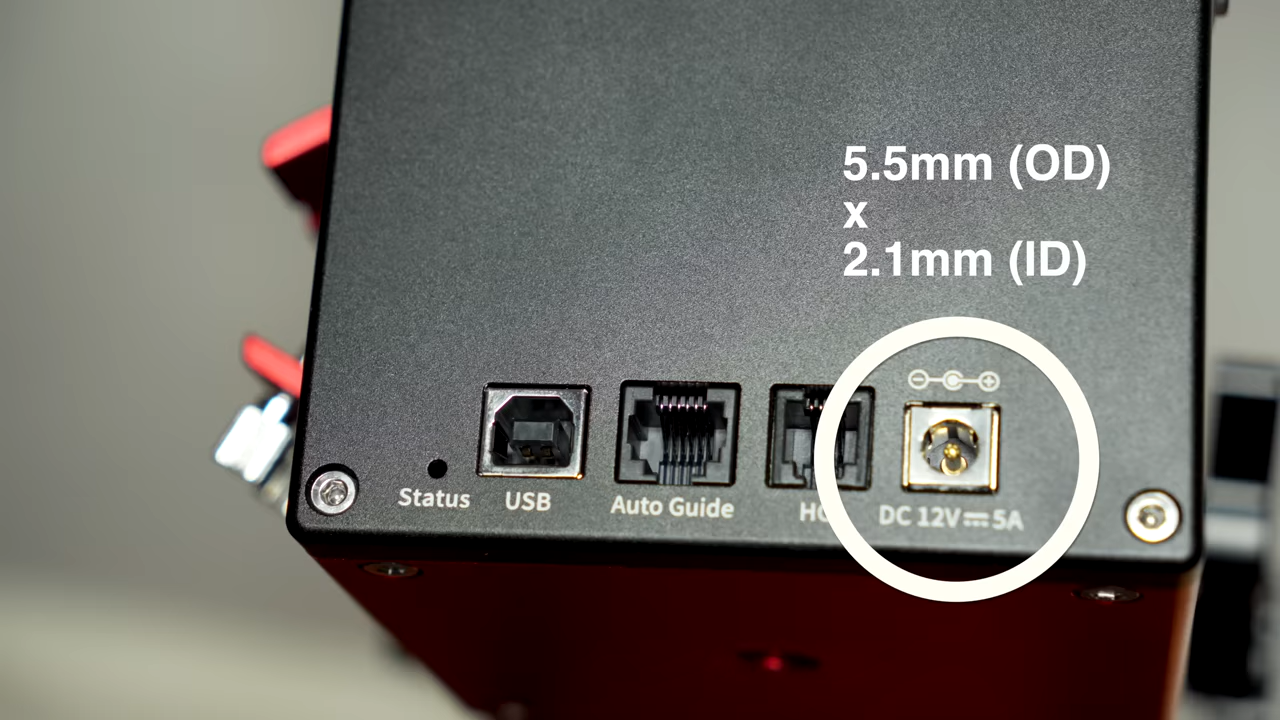 5.5mm (OD)
x
2.1mm (ID)
Status
USB
Auto Guide
DC 12V⎓5A